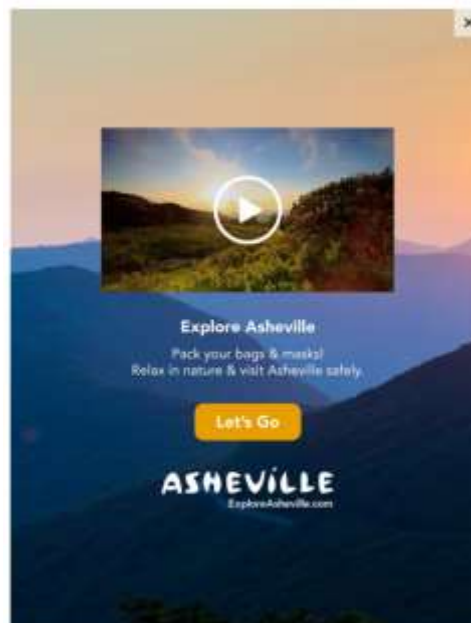 Explore Asheville
Pack your bags & masks!
Relax in nature & visit Asheville safely.
Let's Go
ASHEVILLE
ExploreAsheville.com